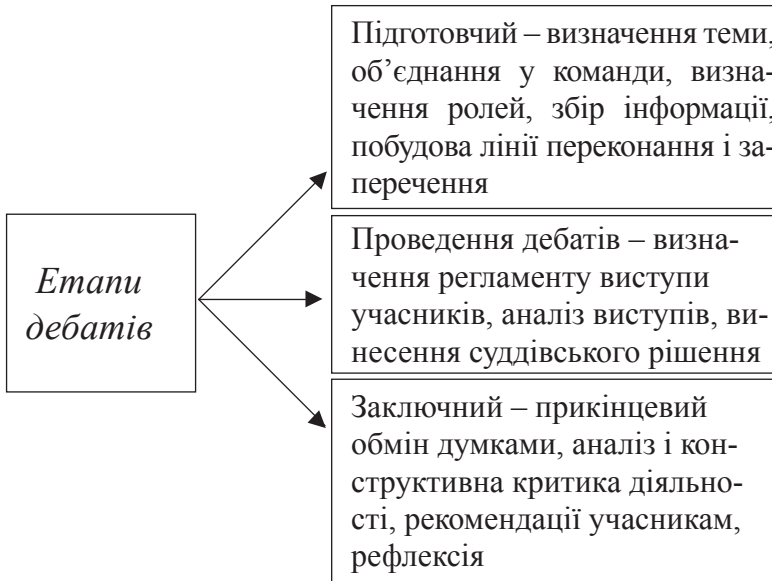 Підготовчий – визначення теми,
об’єднання у команди, визна-
чення ролей, збір інформації,
побудова лінії переконання і за-
перечення
Етапи
дебатів
Проведення дебатів – визна-
чення регламенту виступи
учасників, аналіз виступів, ви-
несення суддівського рішення
Заключний – прикінцевий
обмін думками, аналіз і кон-
структивна критика діяльно-
сті, рекомендації учасникам,
рефлексія